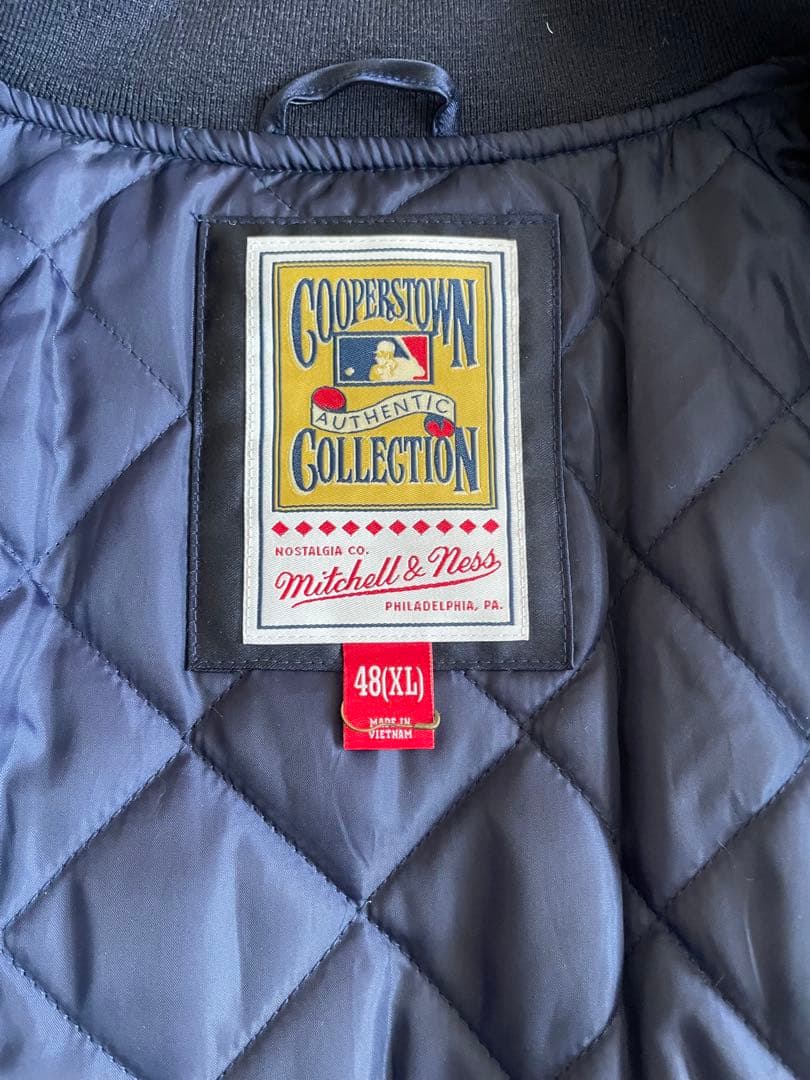 COOPERSTOWN
AUTHENTIC
COLLECTION
NOSTALGIA CO.
Mitchell & Ness
PHILADELPHIA, PA.
48(XL)
MADE IN
VIETNAM